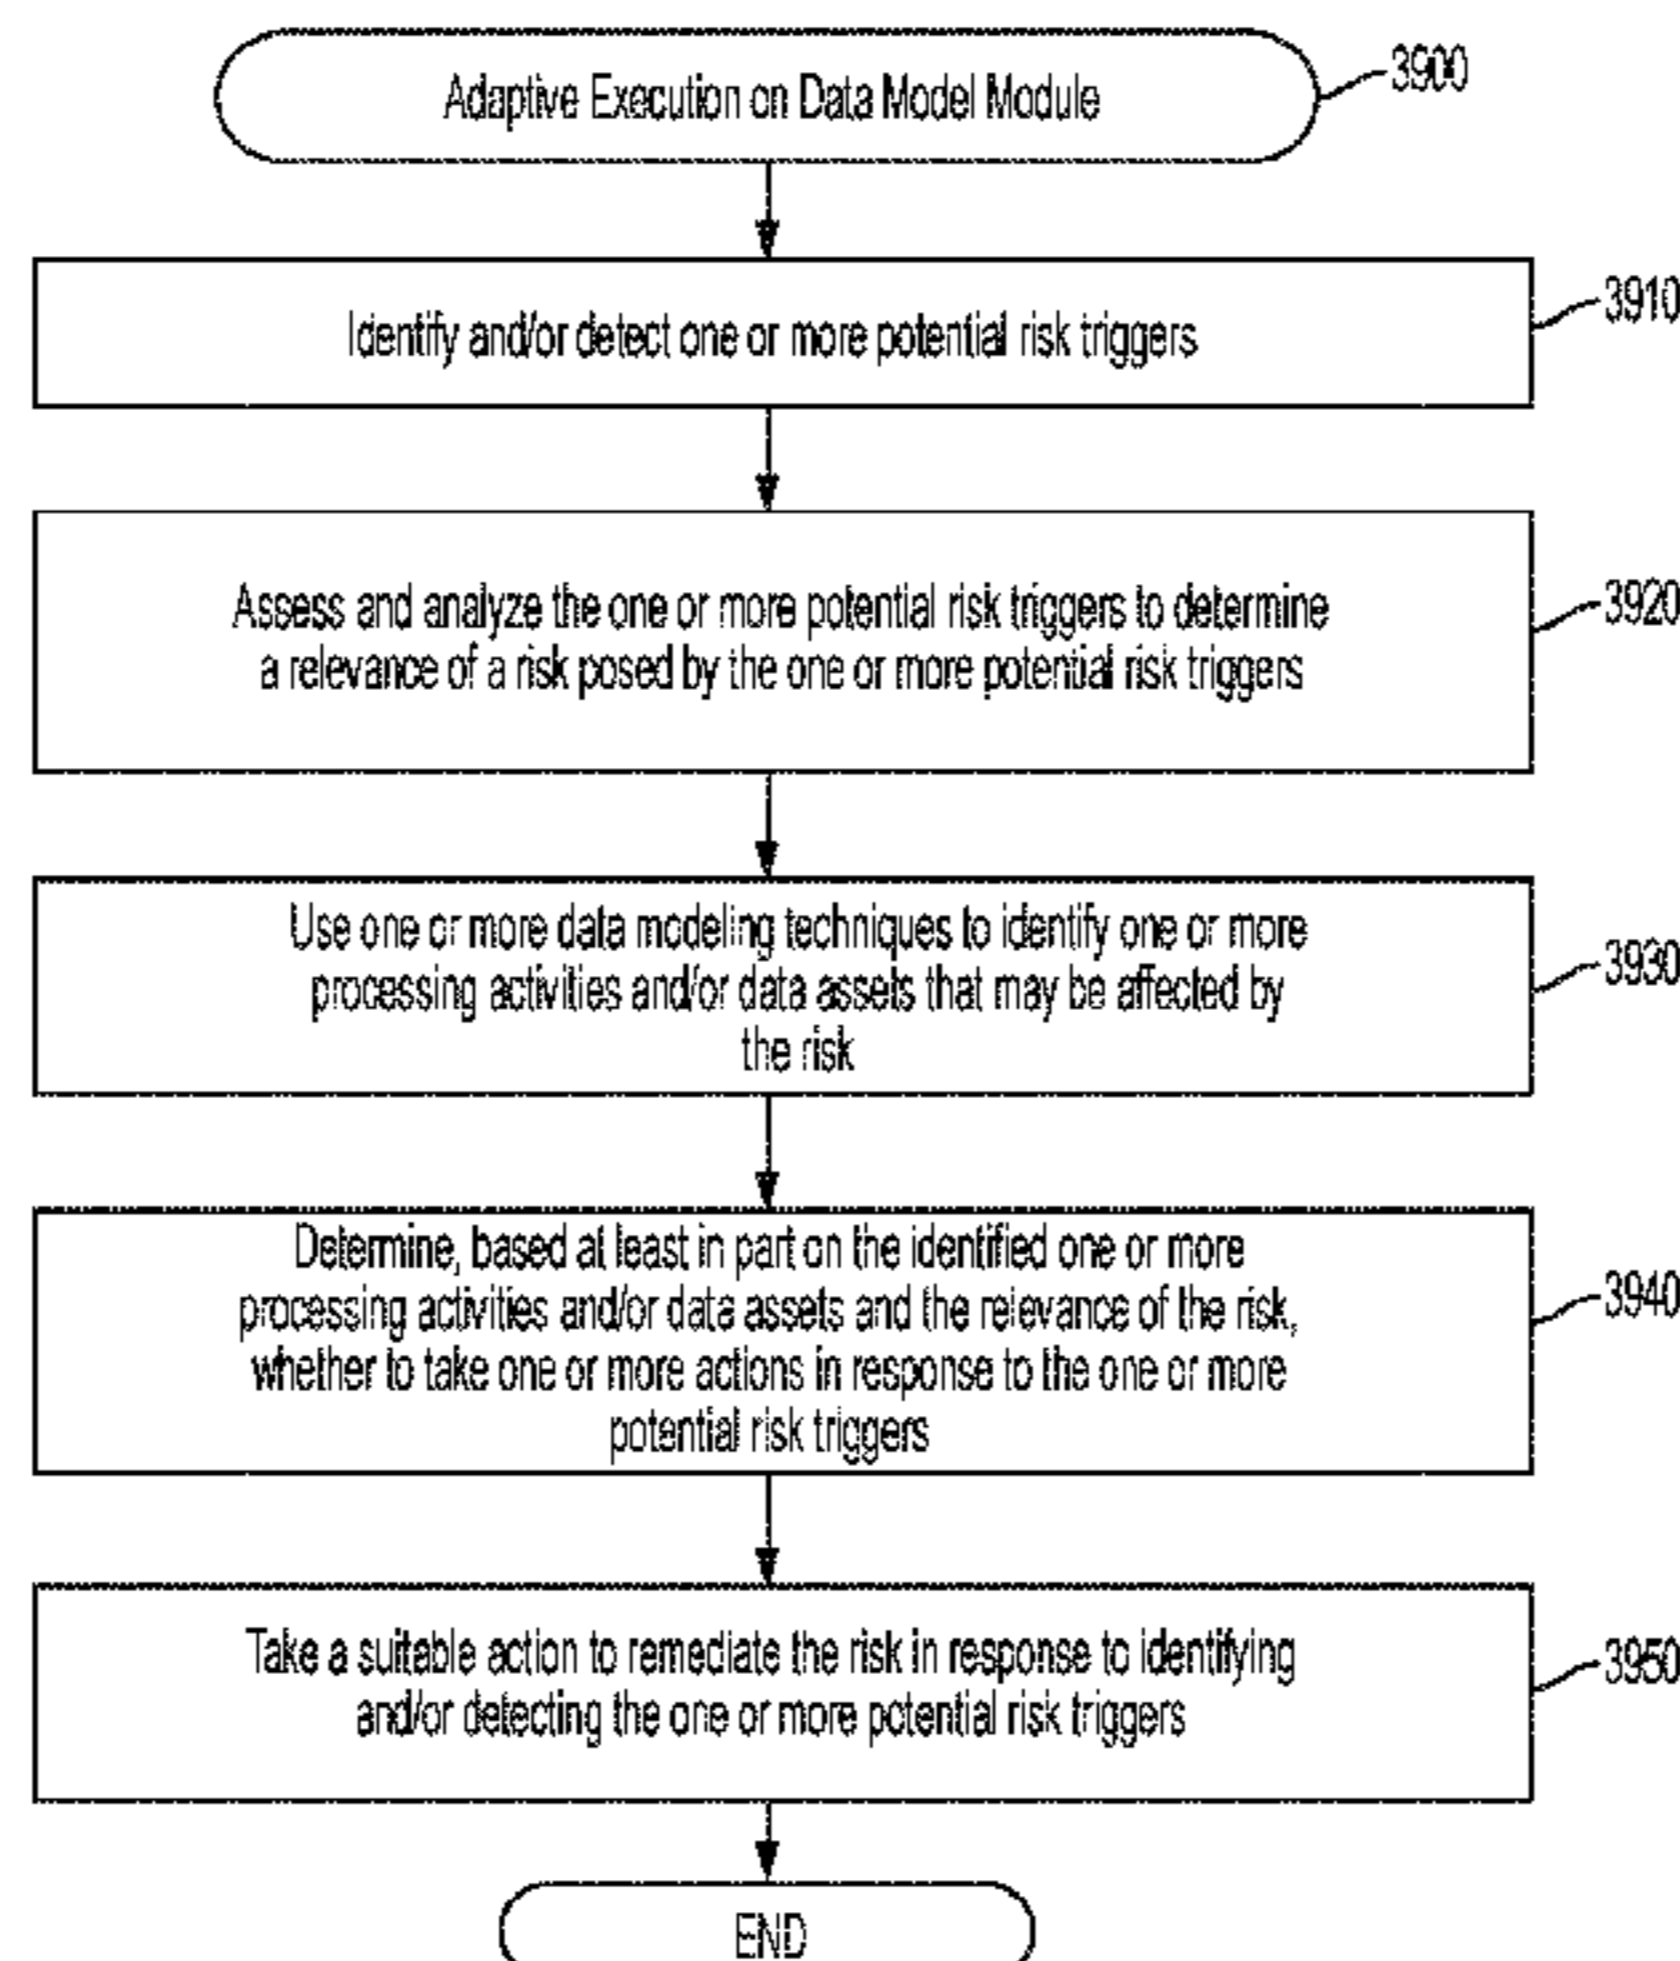 Adaptive Execution on Data Model Module
3900
Identify and/or detect one or more potential risk triggers
3910
Assess and analyze the one or more potential risk triggers to determine
a relevance of a risk posed by the one or more potential risk triggers
3920
Use one or more data modeling techniques to identify one or more
processing activities and/or data assets that may be affected by
the risk
3930
Determine, based at least in part on the identified one or more
processing activities and/or data assets and the relevance of the risk,
whether to take one or more actions in response to the one or more
potential risk triggers
3940
Take a suitable action to remediate the risk in response to identifying
and/or detecting the one or more potential risk triggers
3950
END